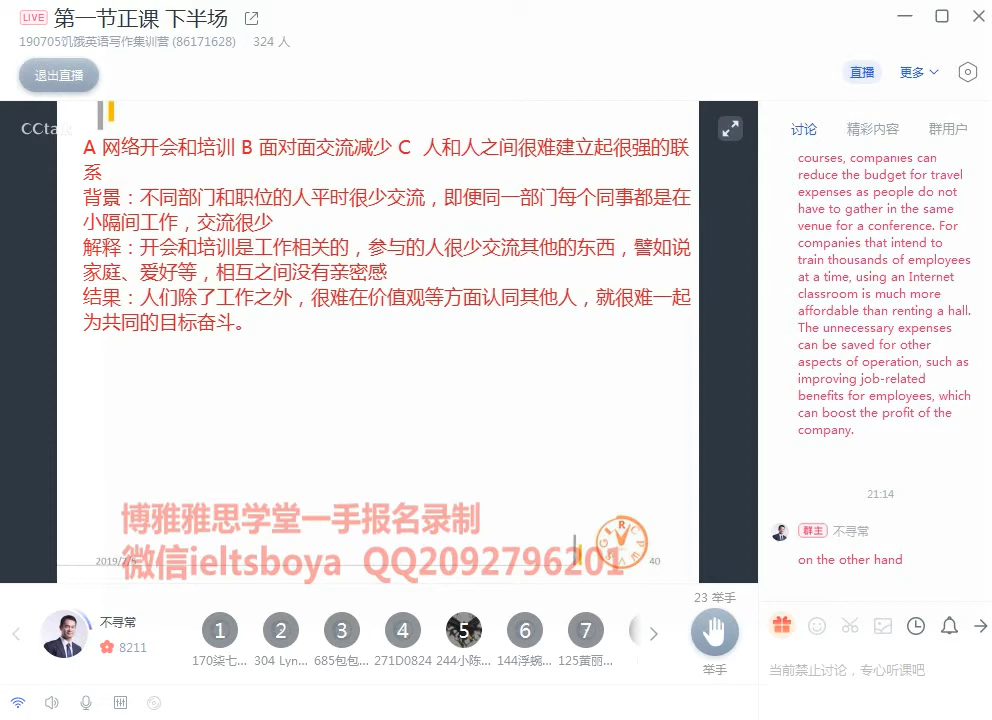 LIVE 第一节正课 下半场
190705饥饿英语写作集训营 (86171628) 324 人
退出直播
直播 更多
CCtalk
A 网络开会和培训 B 面对面交流减少 C 人和人之间很难建立起很强的联
系
背景：不同部门和职位的人平时很少交流，即便同一部门每个同事都是在
小隔间工作，交流很少
解释：开会和培训是工作相关的，参与的人很少交流其他的东西，譬如说
家庭、爱好等，相互之间没有亲密感
结果：人们除了工作之外，很难在价值观等方面认同其他人，就很难一起
为共同的目标奋斗。
博雅雅思学堂一手报名录制
微信ieltsboya QQ2092796201
2019/7/5
40
讨论 精彩内容 群用户
courses, companies can
reduce the budget for travel
expenses as people do not
have to gather in the same
venue for a conference. For
companies that intend to
train thousands of employees
at a time, using an Internet
classroom is much more
affordable than renting a hall.
The unnecessary expenses
can be saved for other
aspects of operation, such as
improving job-related
benefits for employees, which
can boost the profit of the
company.
21:14
群主 不寻常
on the other hand
不寻常
8211
1 2 3 4 5 6 7
170柒七... 304 Lyn... 685包包... 271D0824 244小陈... 144浮婉... 125黄丽...
23 举手
举手
当前禁止讨论，专心听课吧